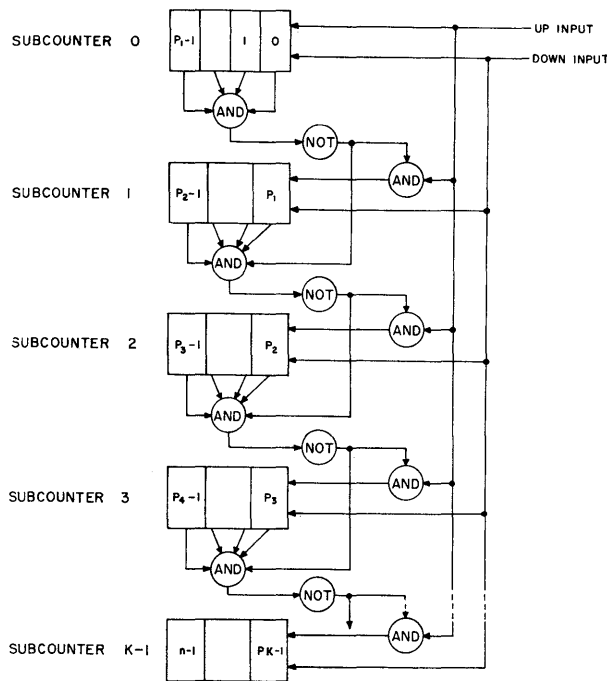 UP INPUT
SUBCOUNTER 0
P1-1 1 0
DOWN INPUT
AND
NOT
AND
SUBCOUNTER 1
P2-1 P1
AND
NOT
AND
SUBCOUNTER 2
P3-1 P2
AND
NOT
AND
SUBCOUNTER 3
P4-1 P3
AND
NOT
AND
SUBCOUNTER K-1
n-1 PK-1